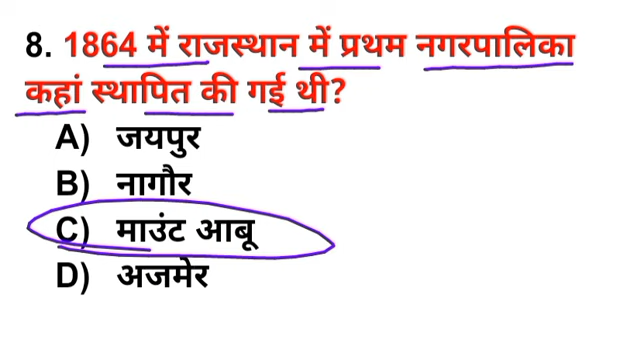 8. 1864 में राजस्थान में प्रथम नगरपालिका
कहां स्थापित की गई थी?
A) जयपुर
B) नागौर
C) माउंट आबू
D) अजमेर